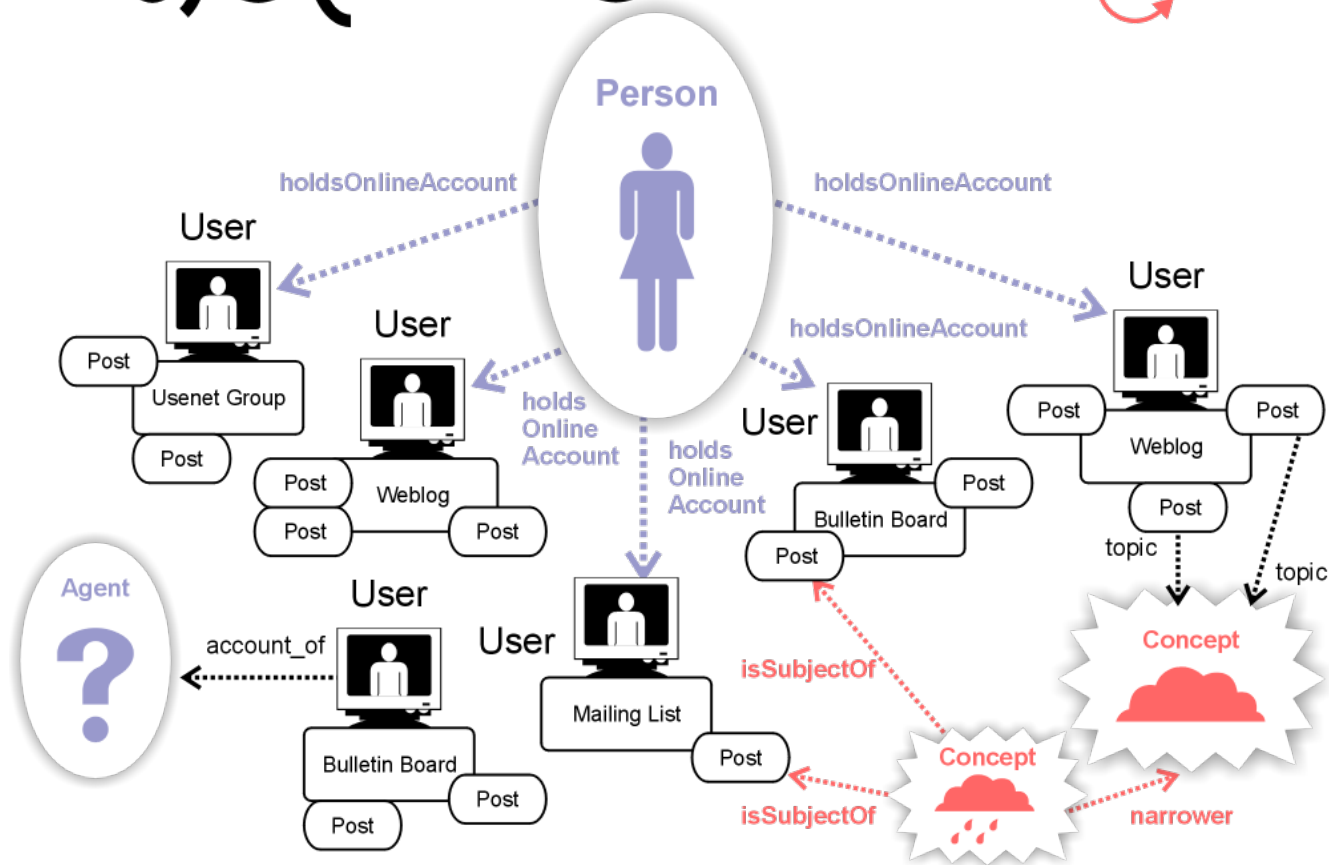 Person
holdsOnlineAccount
holdsOnlineAccount
User
User
User
holdsOnlineAccount
Post
Usenet Group
Post
holds
Online
Account
User
Post
Post
Weblog
Post
Weblog
Post
Post
holds
Online
Account
Post
Bulletin Board
Post
Post
topic
topic
Agent
User
account_of
User
isSubjectOf
Concept
Mailing List
Post
Concept
Bulletin Board
Post
Post
isSubjectOf
narrower